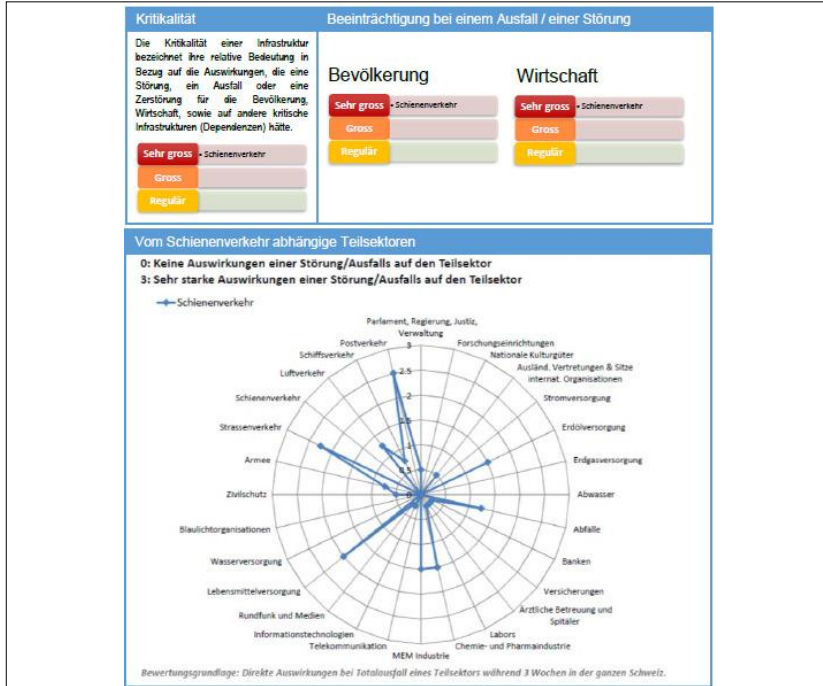 Kritikalität
Die Kritikalität einer Infrastruktur
bezeichnet ihre relative Bedeutung in
Bezug auf die Auswirkungen, die eine
Störung, ein Ausfall oder eine
Zerstörung für die Bevölkerung,
Wirtschaft, sowie auf andere kritische
Infrastrukturen (Dependenzen) hätte.
Sehr gross • Schienenverkehr
Gross
Regulär
Beeinträchtigung bei einem Ausfall / einer Störung
Bevölkerung
Sehr gross • Schienenverkehr
Gross
Regulär
Wirtschaft
Sehr gross • Schienenverkehr
Gross
Regulär
Vom Schienenverkehr abhängige Teilsektoren
0: Keine Auswirkungen einer Störung/Ausfalls auf den Teilsektor
3: Sehr starke Auswirkungen einer Störung/Ausfalls auf den Teilsektor
Schienenverkehr
Parlament, Regierung, Justiz,
Verwaltung
Forschungseinrichtungen
Nationale Kulturgüter
Ausländ. Vertretungen & Sitze
internat. Organisationen
Stromversorgung
Erdölversorgung
Erdgasversorgung
Abwasser
Abfälle
Banken
Versicherungen
Ärztliche Betreuung und
Spitäler
Labors
Chemie- und Pharmaindustrie
MEM Industrie
Telekommunikation
Informationstechnologien
Rundfunk und Medien
Lebensmittelversorgung
Wasserversorgung
Blaulichtorganisationen
Zivilschutz
Armee
Strassenverkehr
Schienenverkehr
Luftverkehr
Schiffsverkehr
Postverkehr
3
2.5
2
1.5
1
0.5
0
Bewertungsgrundlage: Direkte Auswirkungen bei Totalausfall eines Teilsektors während 3 Wochen in der ganzen Schweiz.